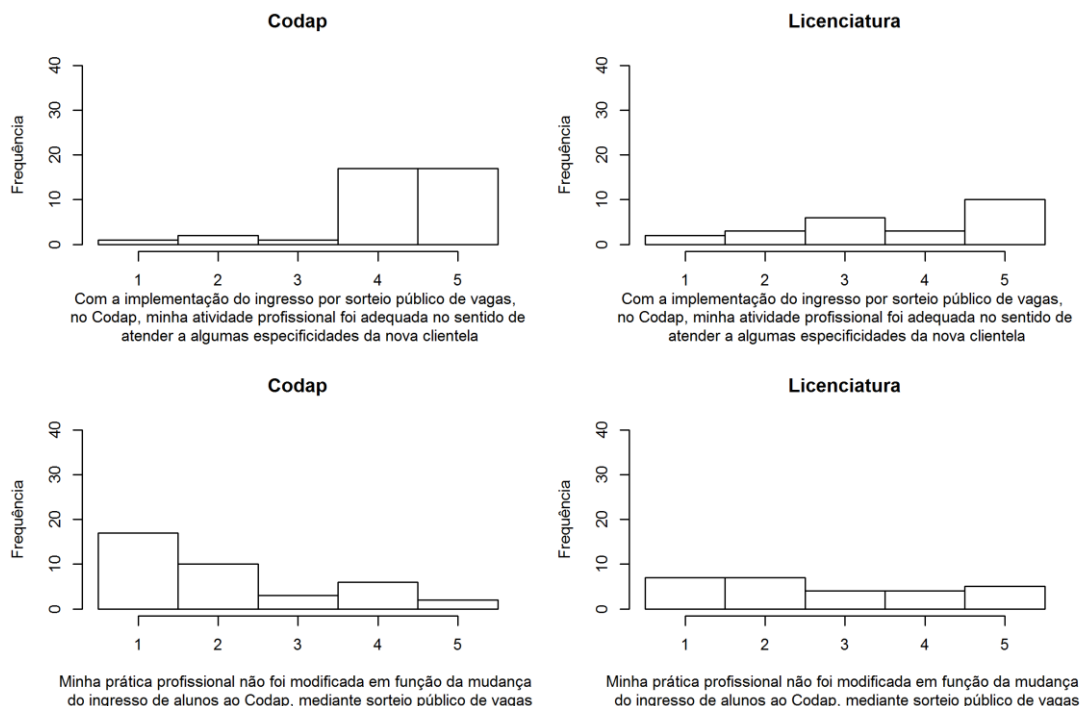 Codap
Frequência
40
30
20
10
0
1 2 3 4 5
Com a implementação do ingresso por sorteio público de vagas,
no Codap, minha atividade profissional foi adequada no sentido de
atender a algumas especificidades da nova clientela
Licenciatura
Frequência
40
30
20
10
0
1 2 3 4 5
Com a implementação do ingresso por sorteio público de vagas,
no Codap, minha atividade profissional foi adequada no sentido de
atender a algumas especificidades da nova clientela
Codap
Frequência
40
30
20
10
0
1 2 3 4 5
Minha prática profissional não foi modificada em função da mudança
do ingresso de alunos ao Codap, mediante sorteio público de vagas
Licenciatura
Frequência
40
30
20
10
0
1 2 3 4 5
Minha prática profissional não foi modificada em função da mudança
do ingresso de alunos ao Codap, mediante sorteio público de vagas